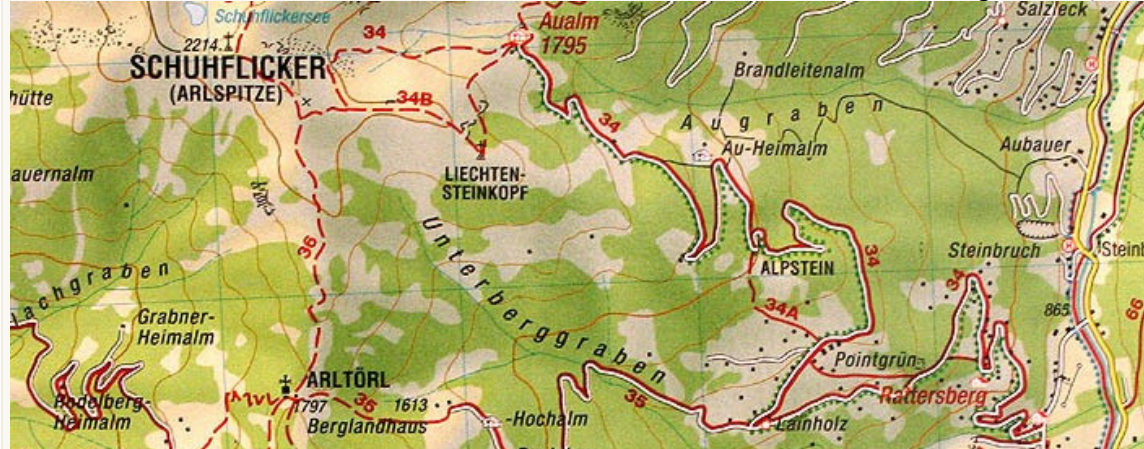 Schuhflickersee
Salzleck
Aualm
1795
34
2214
SCHUHFLICKER
(ARLSPITZE)
Brandleitenalm
hütte
34B
34
Augraben
Au-Heimalm
Aubauer
auernalm
LIECHTEN-
STEINKOPF
Unterberggraben
36
34
Steinbruch
ALPSTEIN
achgraben
34
34A
865
66
Grabner-
Heimalm
Pointgrün
ARLTÖRL
Rattersberg
1797
35
1613
35
Heimalm
Berglandhaus
-Hochalm
Lainholz